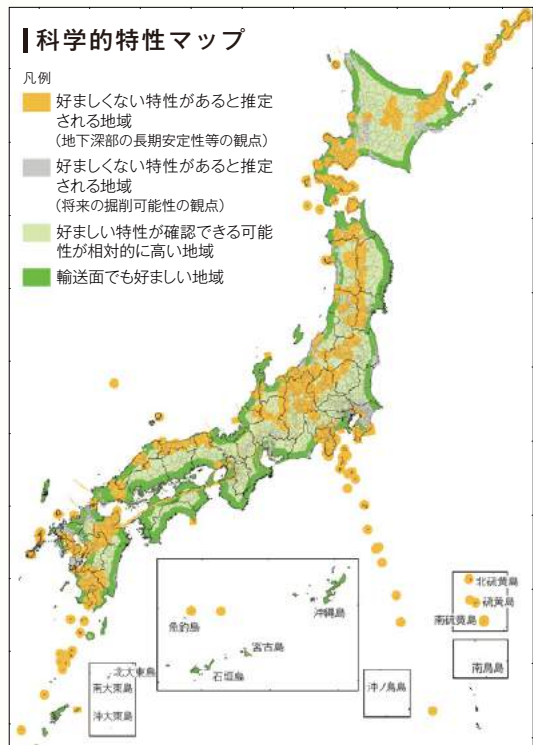 科学的特性マップ
凡例
好ましくない特性があると推定
される地域
(地下深部の長期安定性等の観点)
好ましくない特性があると推定
される地域
(将来の掘削可能性の観点)
好ましい特性が確認できる可能
性が相対的に高い地域
輸送面でも好ましい地域
北硫黄島
硫黄島
南硫黄島
沖縄島
魚釣島
宮古島
石垣島
南鳥島
北大東島
南大東島
沖大東島
沖ノ鳥島